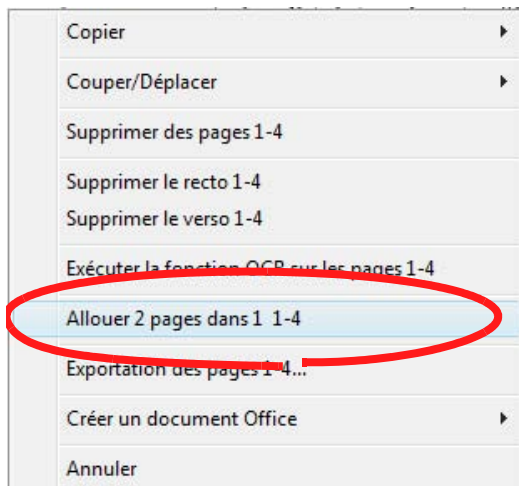 Copier
Couper/Déplacer
Supprimer des pages 1-4
Supprimer le recto 1-4
Supprimer le verso 1-4
Exécuter la fonction OCR sur les pages 1-4
Allouer 2 pages dans 1 1-4
Exportation des pages 1-4...
Créer un document Office
Annuler